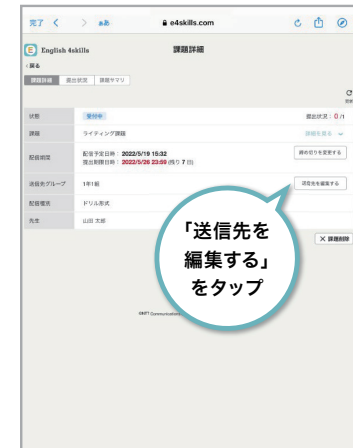 完了
ぁあ
e4skills.com
E English 4skills
課題詳細
‹戻る
課題詳細 提出状況 課題サマリ
状態 受付中 提出状況： 0 /1
課題 ライティング課題 詳細を見る
配信期間 配信予定日時： 2022/5/19 15:32
提出期限日時： 2022/5/26 23:59 (残り 7 日)
締め切りを変更する
送信先グループ 1年1組 送信先を編集する
配信種別 ドリル形式
先生 山田 太郎
× 課題削除
「送信先を
編集する」
をタップ